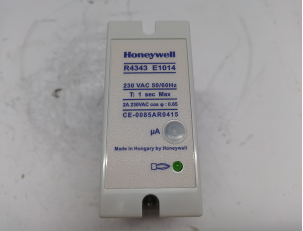 Honeywell
R4343 E1014
230 VAC 50/60Hz
T: 1 sec Max
2A 230VAC cos φ : 0.05
CE-0085AR0415
µA
Made in Hungary by Honeywell